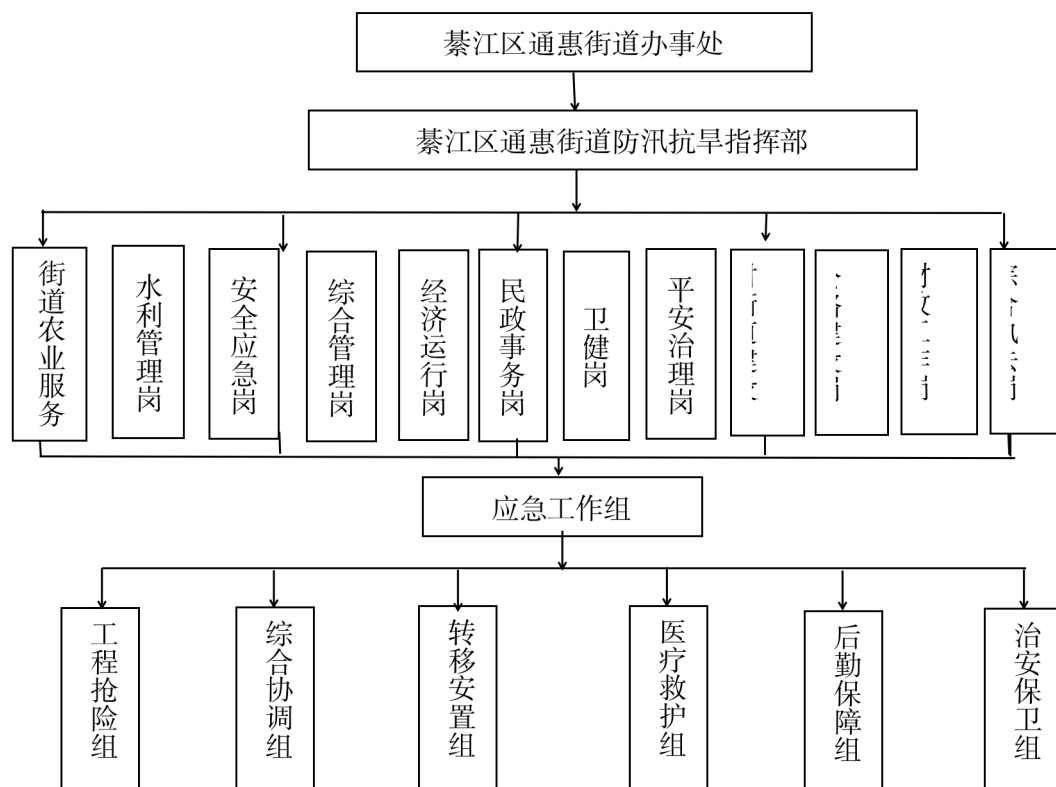 綦江区通惠街道办事处
綦江区通惠街道防汛抗旱指挥部
街道农业服务
水利管理岗
安全应急岗
综合管理岗
经济运行岗
民政事务岗
卫健岗
平安治理岗
应急工作组
工程抢险组
综合协调组
转移安置组
医疗救护组
后勤保障组
治安保卫组